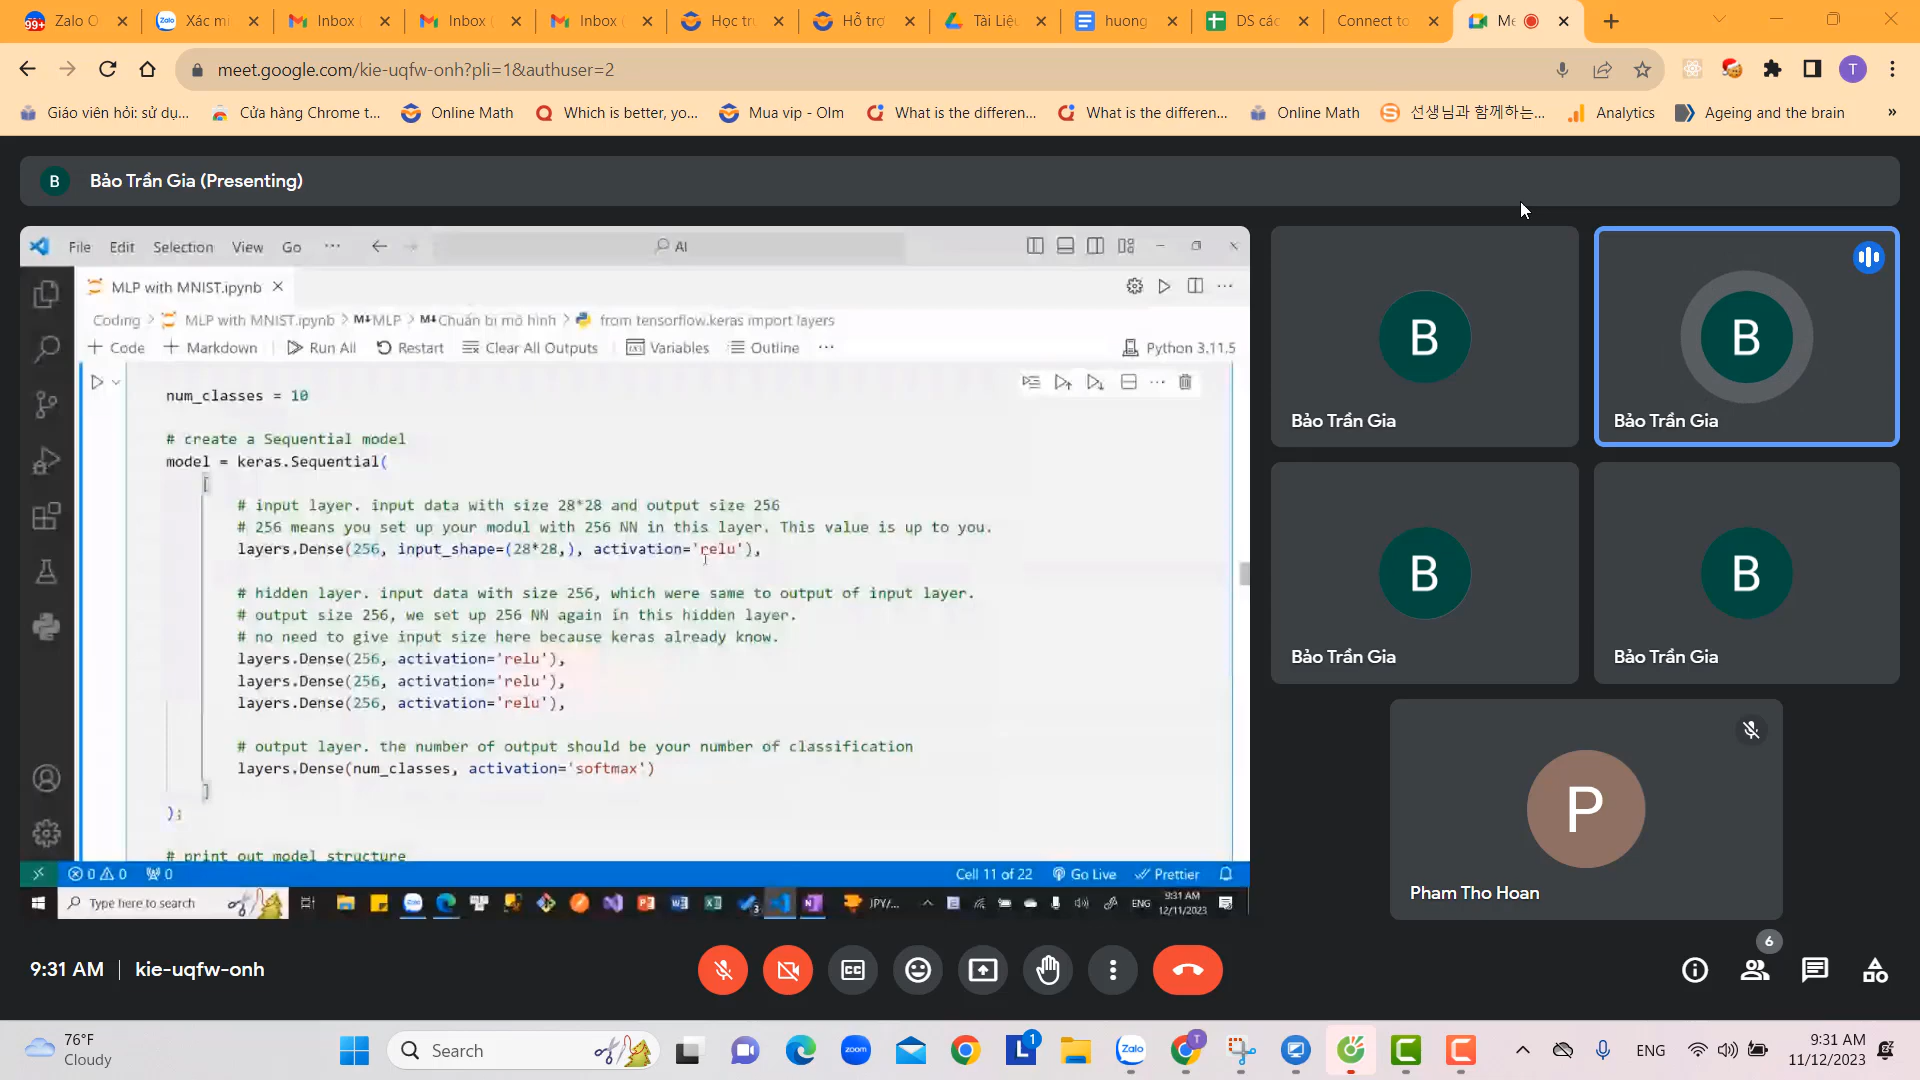 Zalo O
Xác mi
Inbox (
Inbox (
Inbox (
Học trụ
Hỗ trợ
Tài Liệu
huong
DS các
Connect to
Me
meet.google.com/kie-uqfw-onh?pli=1&authuser=2
T
Giáo viên hỏi: sử dụ...
Cửa hàng Chrome t...
Online Math
Which is better, yo...
Mua vip - Olm
What is the differen...
What is the differen...
Online Math
선생님과 함께하는...
Analytics
Ageing and the brain
»
B
Bảo Trần Gia (Presenting)
File Edit Selection View Go ···
AI
MLP with MNIST.ipynb
Coding > MLP with MNIST.ipynb > M↓MLP > M↓Chuẩn bị mô hình > from tensorflow.keras import layers
+ Code + Markdown Run All Restart Clear All Outputs Variables Outline ··· Python 3.11.5
num_classes = 10
# create a Sequential model
model = keras.Sequential(
[
# input layer. input data with size 28*28 and output size 256
# 256 means you set up your modul with 256 NN in this layer. This value is up to you.
layers.Dense(256, input_shape=(28*28,), activation='relu'),
# hidden layer. input data with size 256, which were same to output of input layer.
# output size 256, we set up 256 NN again in this hidden layer.
# no need to give input size here because keras already know.
layers.Dense(256, activation='relu'),
layers.Dense(256, activation='relu'),
layers.Dense(256, activation='relu'),
# output layer. the number of output should be your number of classification
layers.Dense(num_classes, activation='softmax')
]
);
# print out model structure
0 0 0
Cell 11 of 22 Go Live Prettier
Type here to search
JPY/...
ENG
9:31 AM
12/11/2023
B
Bảo Trần Gia
B
Bảo Trần Gia
B
Bảo Trần Gia
B
Bảo Trần Gia
P
Pham Tho Hoan
9:31 AM | kie-uqfw-onh
6
76°F
Cloudy
Search
zoom
1
Zalo
T
ENG
9:31 AM
11/12/2023